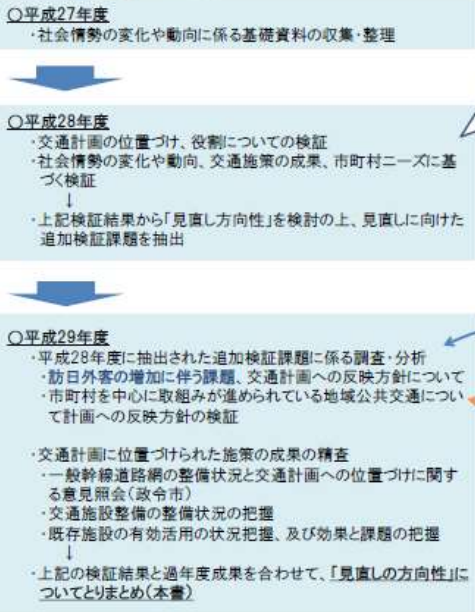 ○平成27年度
・社会情勢の変化や動向に係る基礎資料の収集・整理
○平成28年度
・交通計画の位置づけ、役割についての検証
・社会情勢の変化や動向、交通施策の成果、市町村ニーズに基
づく検証
↓
・上記検証結果から「見直し方向性」を検討の上、見直しに向けた
追加検証課題を抽出
○平成29年度
・平成28年度に抽出された追加検証課題に係る調査・分析
・訪日外客の増加に伴う課題、交通計画への反映方針について
・市町村を中心に取組みが進められている地域公共交通につい
て計画への反映方針の検証
・交通計画に位置づけられた施策の成果の精査
・一般幹線道路網の整備状況と交通計画への位置づけに関す
る意見照会(政令市)
・交通施設整備の整備状況の把握
・既存施設の有効活用の状況把握、及び効果と課題の把握
↓
・上記の検証結果と過年度成果を合わせて、「見直しの方向性」に
ついてとりまとめ(本書)